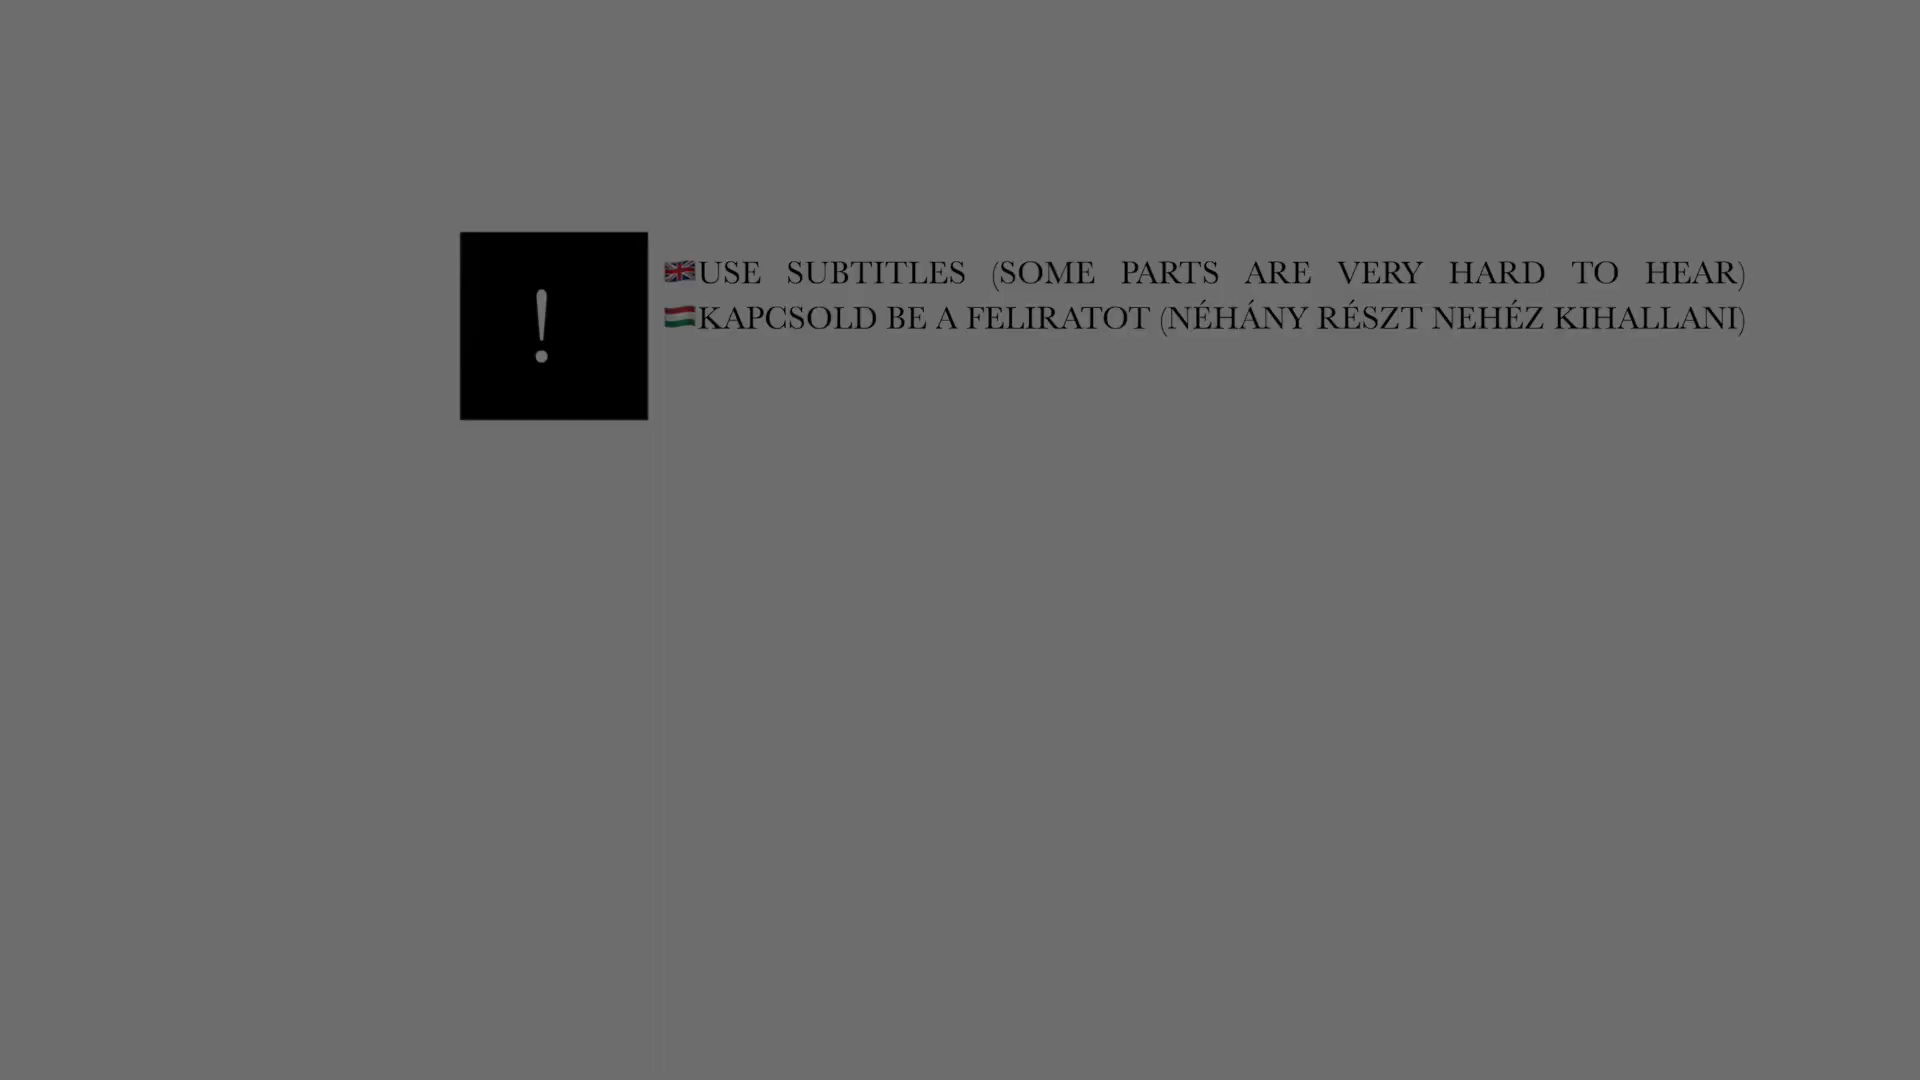 !
🇬🇧USE SUBTITLES (SOME PARTS ARE VERY HARD TO HEAR)
🇭🇺KAPCSOLD BE A FELIRATOT (NÉHÁNY RÉSZT NEHÉZ KIHALLANI)